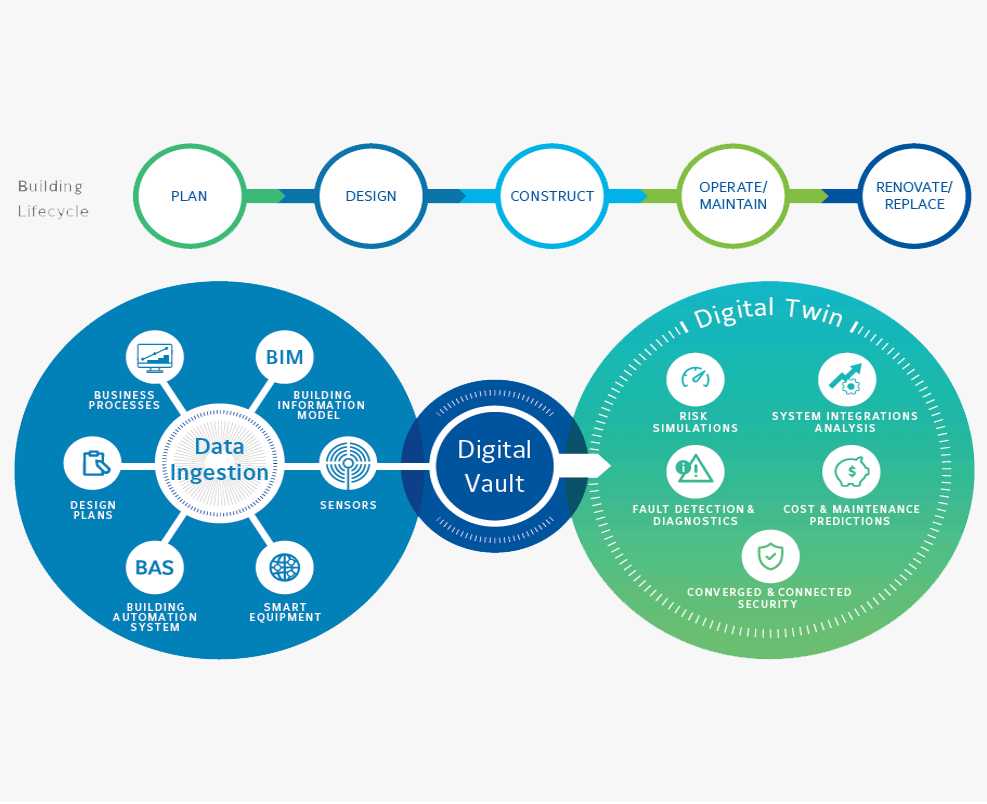 Building
Lifecycle
PLAN
DESIGN
CONSTRUCT
OPERATE/
MAINTAIN
RENOVATE/
REPLACE
BUSINESS
PROCESSES
BIM
BUILDING
INFORMATION
MODEL
Data
Ingestion
DESIGN
PLANS
SENSORS
BAS
BUILDING
AUTOMATION
SYSTEM
SMART
EQUIPMENT
Digital
Vault
Digital Twin
RISK
SIMULATIONS
SYSTEM INTEGRATIONS
ANALYSIS
FAULT DETECTION &
DIAGNOSTICS
$
COST & MAINTENANCE
PREDICTIONS
CONVERGED & CONNECTED
SECURITY